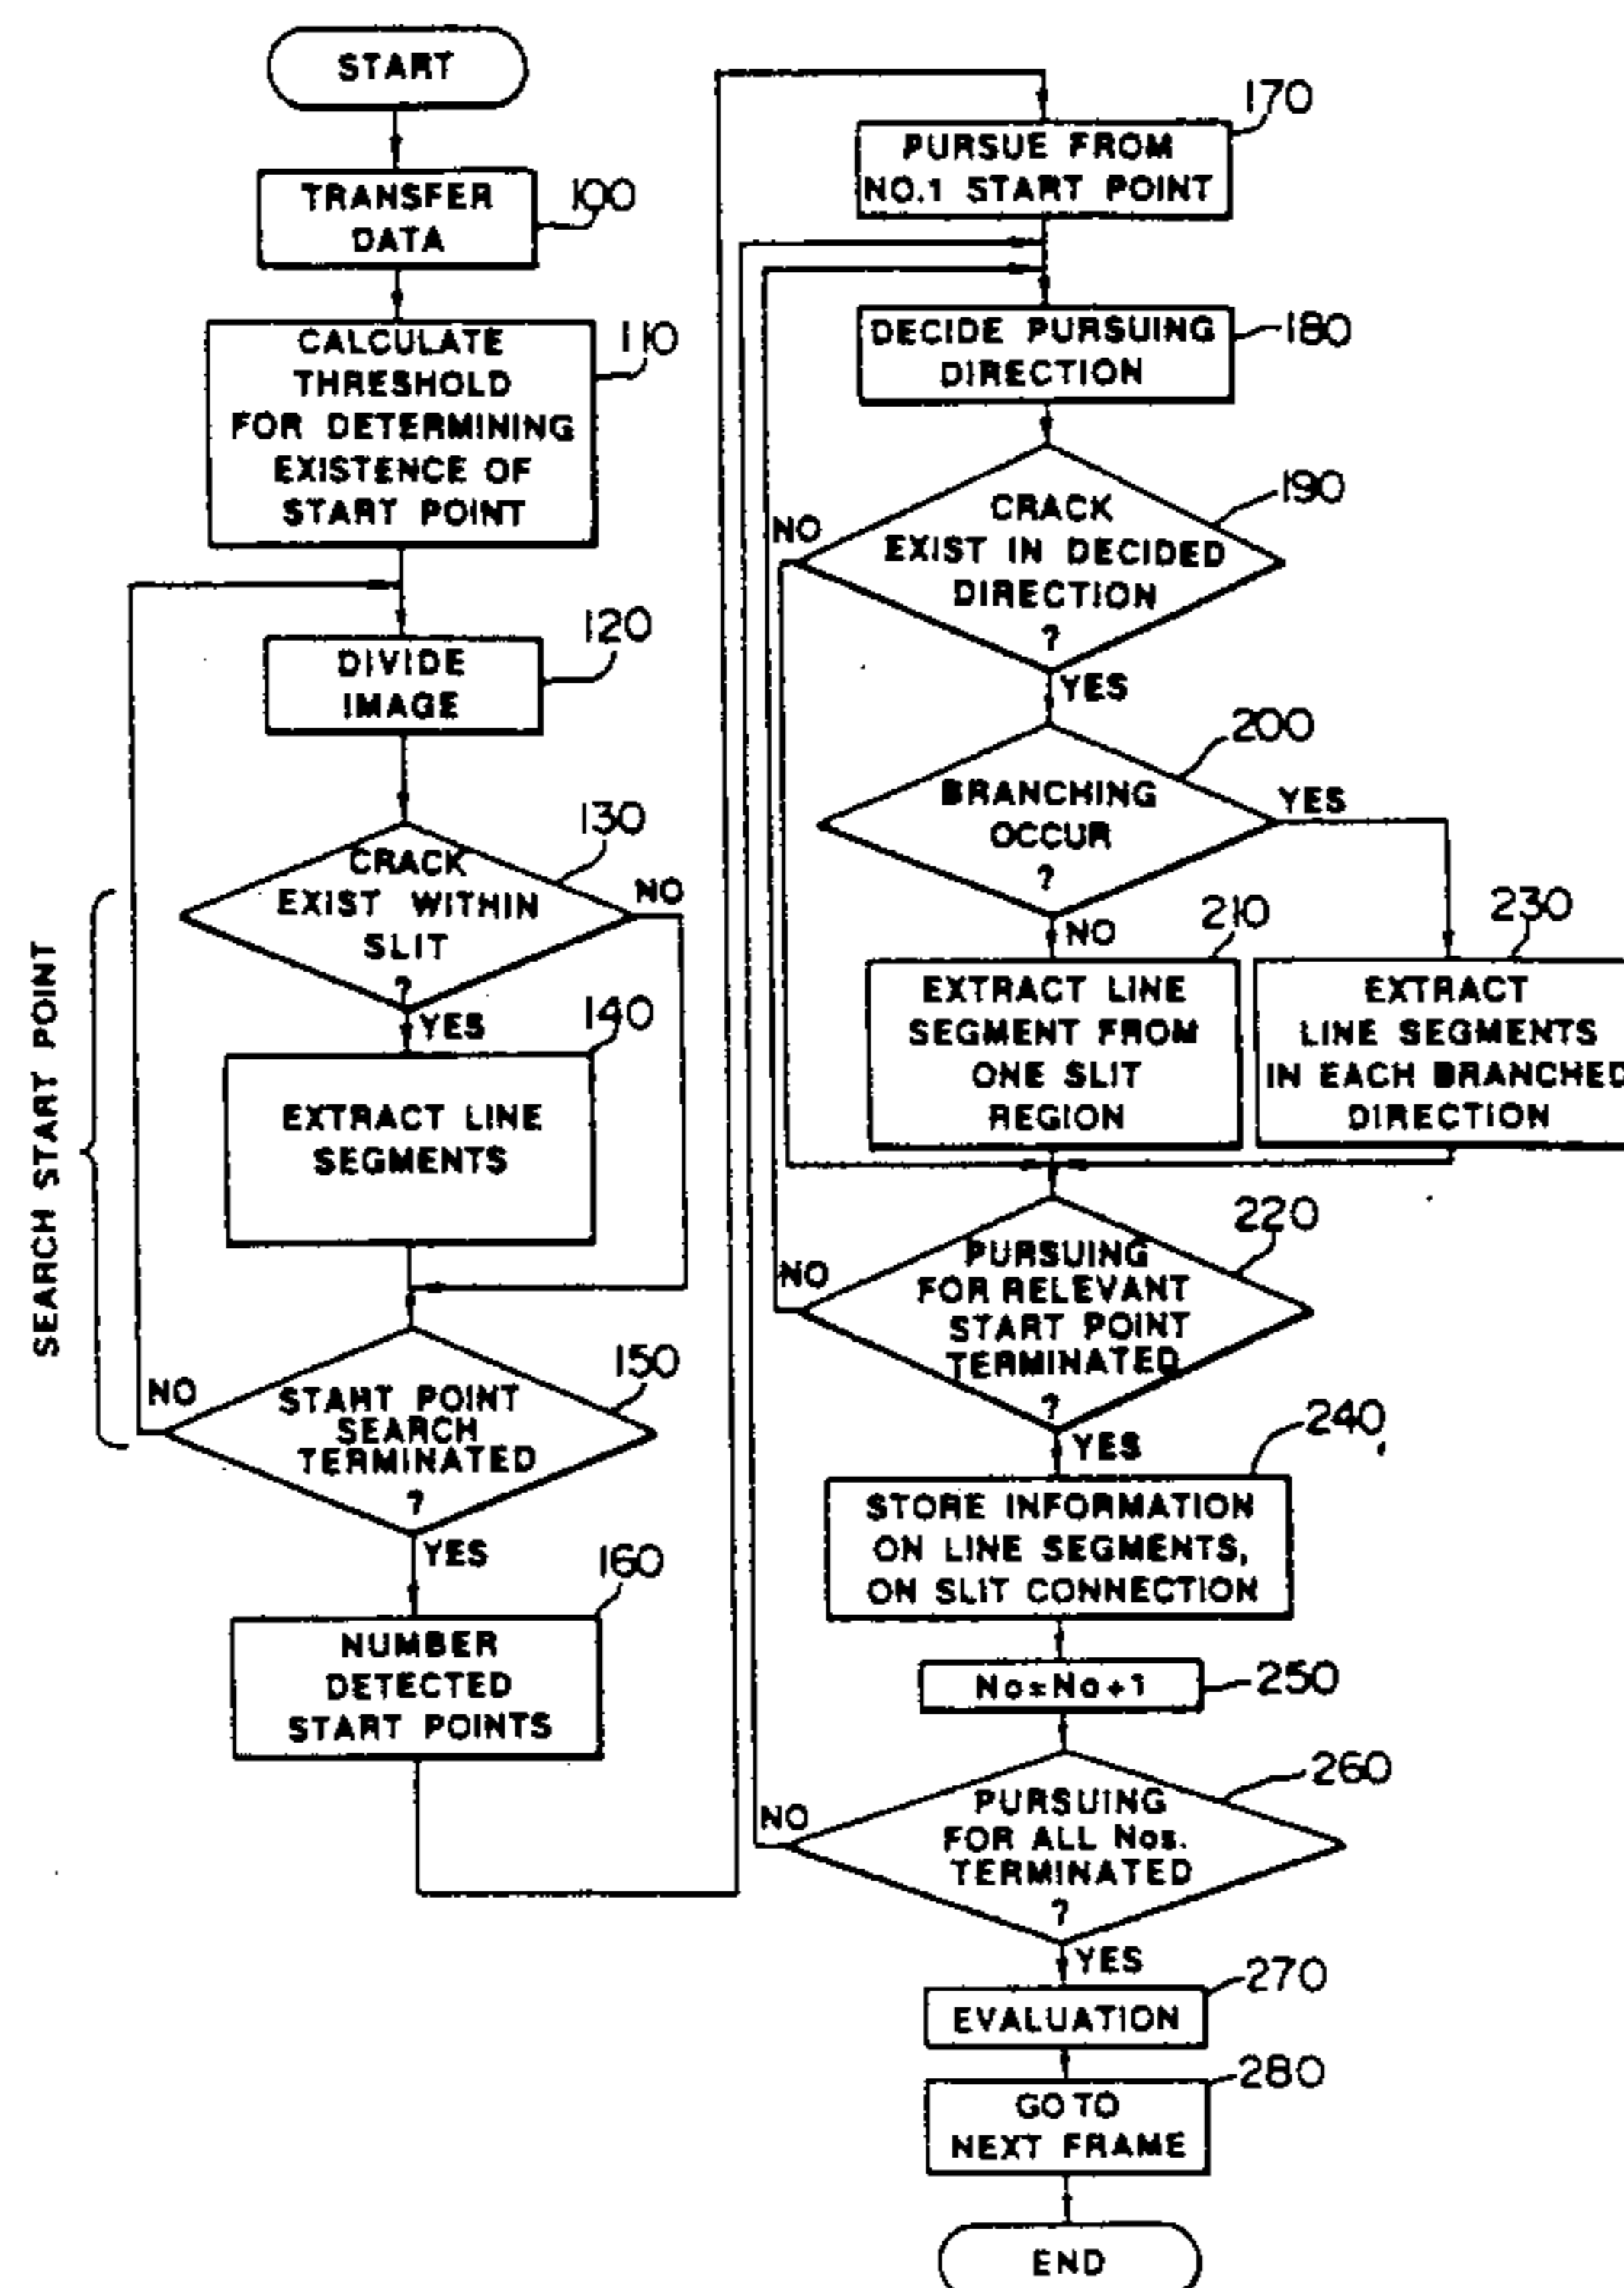 START
TRANSFER
DATA
100
CALCULATE
THRESHOLD
FOR DETERMINING
EXISTENCE OF
START POINT
110
DIVIDE
IMAGE
120
SEARCH START POINT
CRACK
EXIST WITHIN
SLIT
?
130
NO
YES
EXTRACT LINE
SEGMENTS
140
START POINT
SEARCH
TERMINATED
?
150
NO
YES
NUMBER
DETECTED
START POINTS
160
PURSUE FROM
NO.1 START POINT
170
DECIDE PURSUING
DIRECTION
180
CRACK
EXIST IN DECIDED
DIRECTION
?
190
NO
YES
BRANCHING
OCCUR
?
200
YES
NO
EXTRACT LINE
SEGMENT FROM
ONE SLIT
REGION
210
EXTRACT
LINE SEGMENTS
IN EACH BRANCHED
DIRECTION
230
PURSUING
FOR RELEVANT
START POINT
TERMINATED
?
220
NO
YES
STORE INFORMATION
ON LINE SEGMENTS,
ON SLIT CONNECTION
240
No=No+1
250
PURSUING
FOR ALL Nos.
TERMINATED
?
260
NO
YES
EVALUATION
270
GO TO
NEXT FRAME
280
END